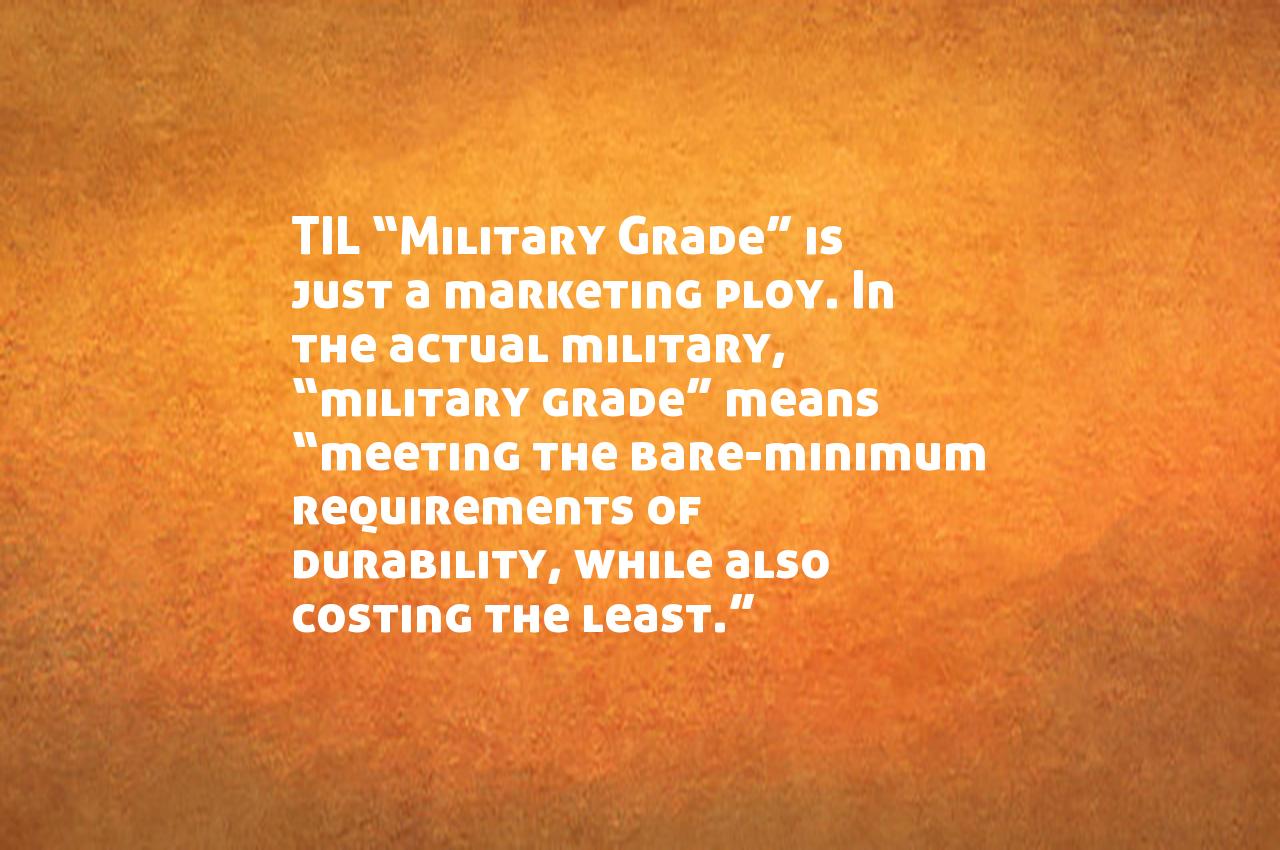 TIL “Military Grade” is
just a marketing ploy. In
the actual military,
“military grade” means
“meeting the bare-minimum
requirements of
durability, while also
costing the least.”